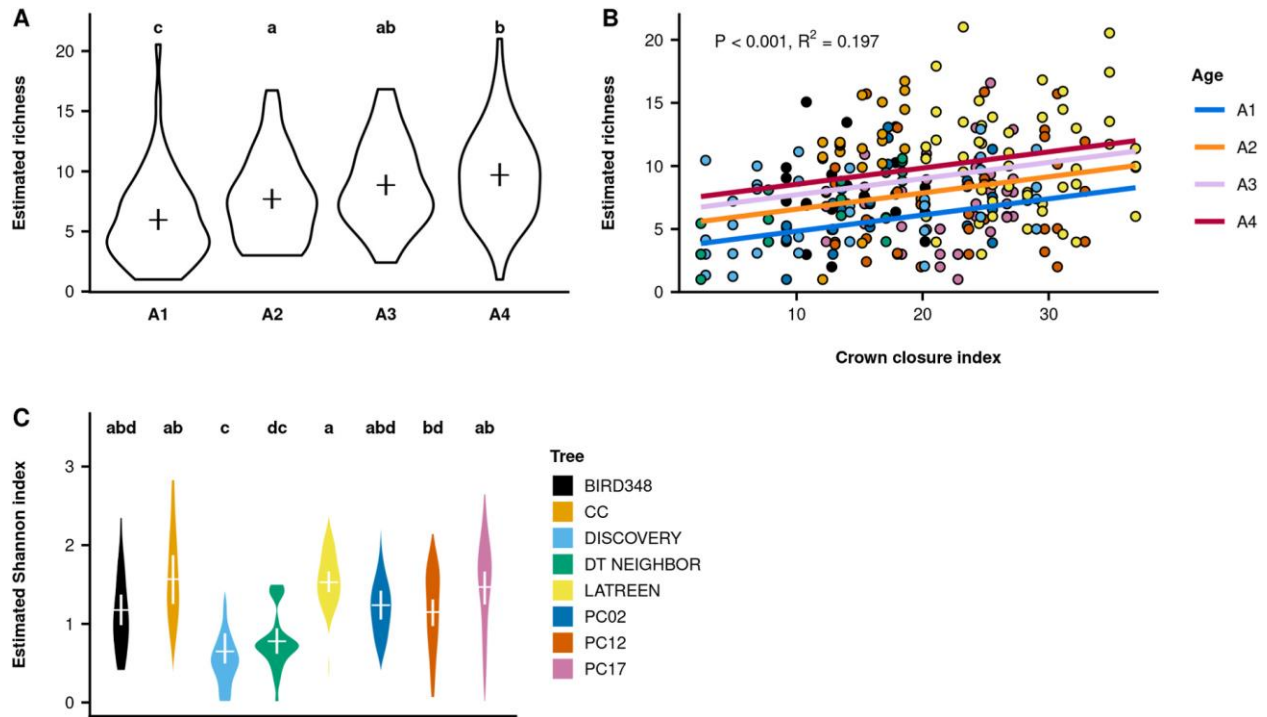 A
Estimated richness
20
15
10
5
0
c a ab b
A1 A2 A3 A4
B
Estimated richness
20
15
10
5
0
P < 0.001, R² = 0.197
10 20 30
Crown closure index
Age
A1
A2
A3
A4
C
Estimated Shannon index
3
2
1
0
abd ab c dc a abd bd ab
Tree
BIRD348
CC
DISCOVERY
DT NEIGHBOR
LATREEN
PC02
PC12
PC17